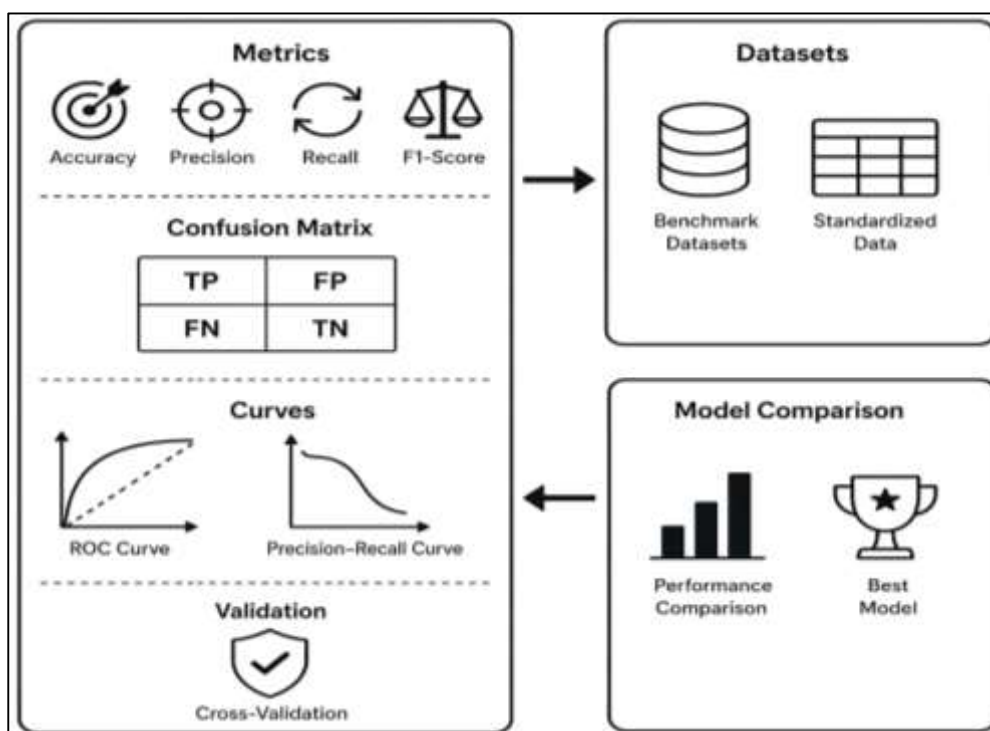 Metrics
Accuracy
Precision
Recall
F1-Score
Confusion Matrix
TP
FP
FN
TN
Curves
ROC Curve
Precision-Recall Curve
Validation
Cross-Validation
Datasets
Benchmark
Datasets
Standardized
Data
Model Comparison
Performance
Comparison
Best
Model